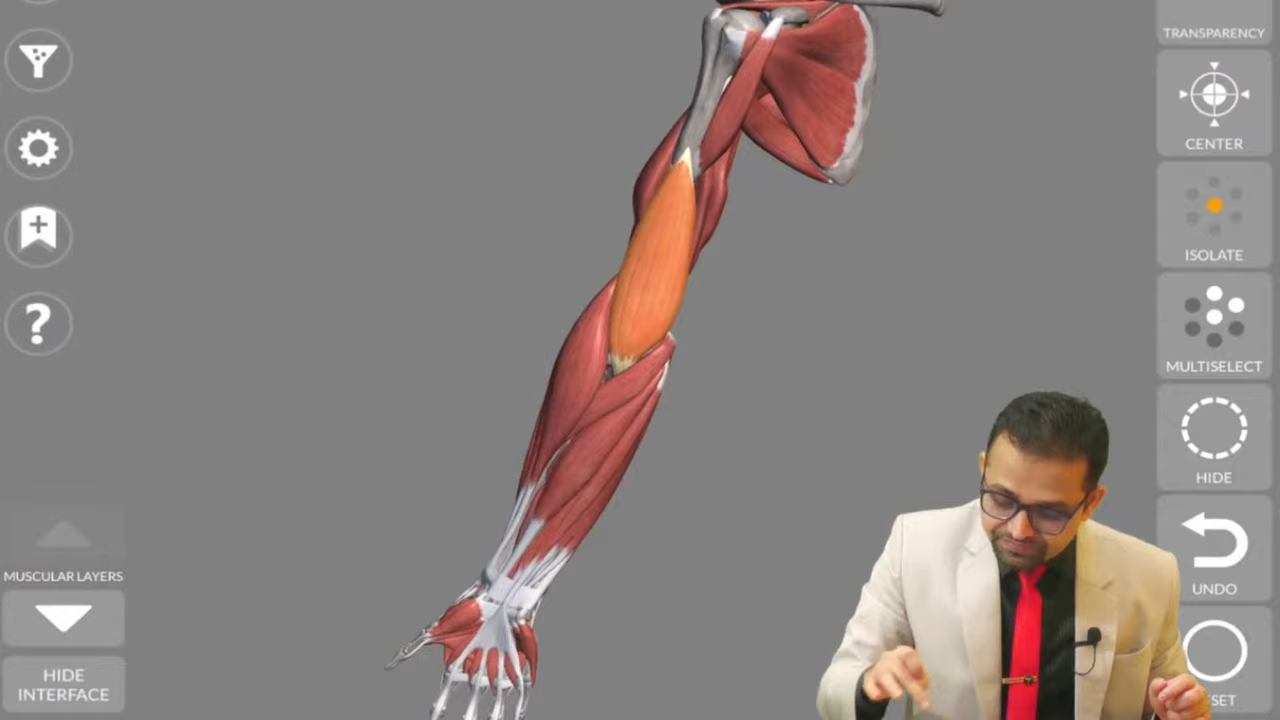 TRANSPARENCY
CENTER
ISOLATE
MULTISELECT
HIDE
UNDO
MUSCULAR LAYERS
HIDE
INTERFACE